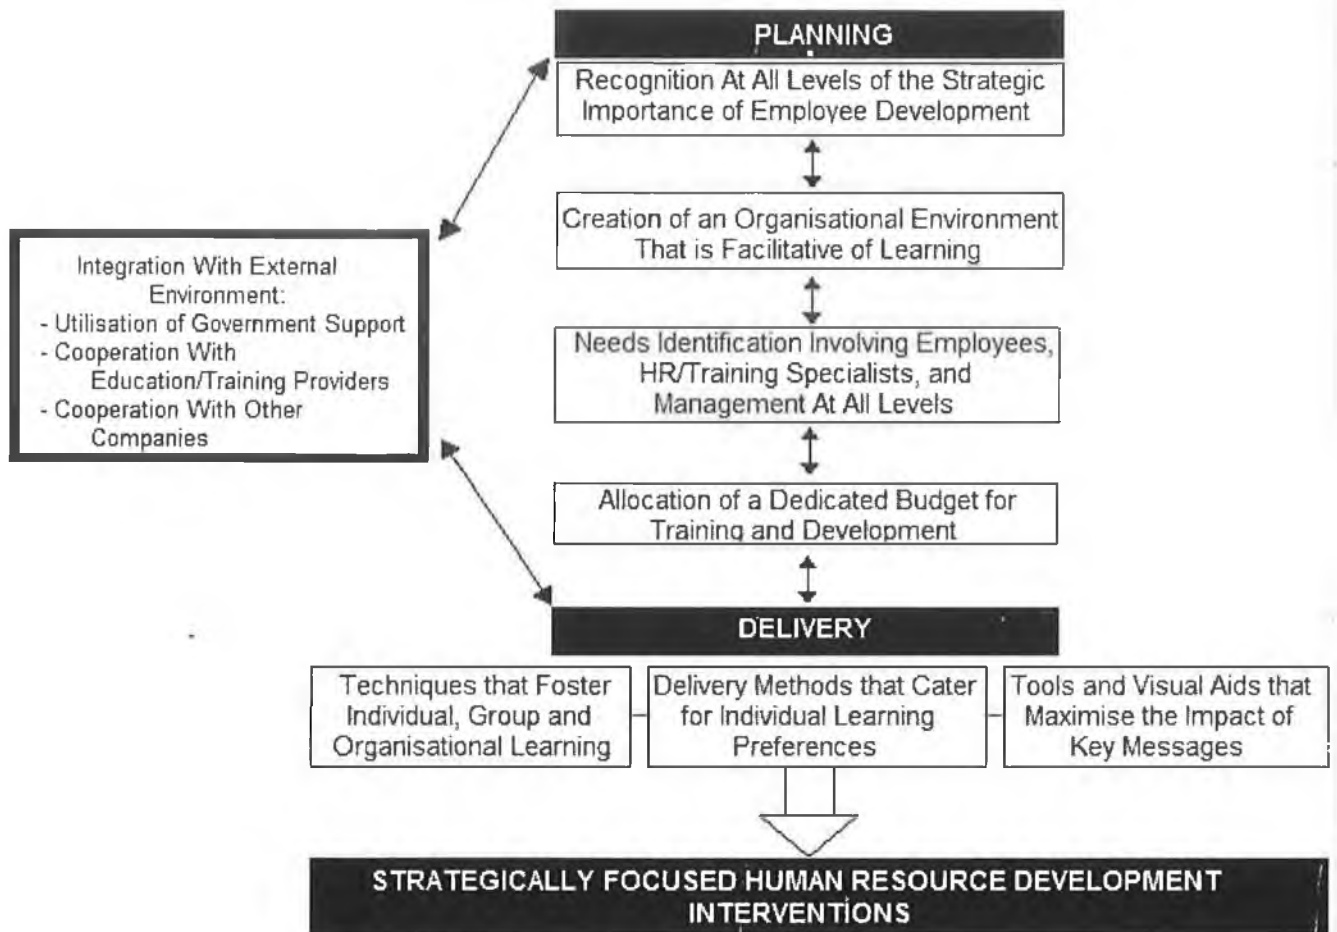 PLANNING
Recognition At All Levels of the Strategic
Importance of Employee Development
Creation of an Organisational Environment
That is Facilitative of Learning
Integration With External
Environment:
- Utilisation of Government Support
- Cooperation With
Education/Training Providers
- Cooperation With Other
Companies
Needs Identification Involving Employees,
HR/Training Specialists, and
Management At All Levels
Allocation of a Dedicated Budget for
Training and Development
DELIVERY
Techniques that Foster
Individual, Group and
Organisational Learning
Delivery Methods that Cater
for Individual Learning
Preferences
Tools and Visual Aids that
Maximise the Impact of
Key Messages
STRATEGICALLY FOCUSED HUMAN RESOURCE DEVELOPMENT
INTERVENTIONS